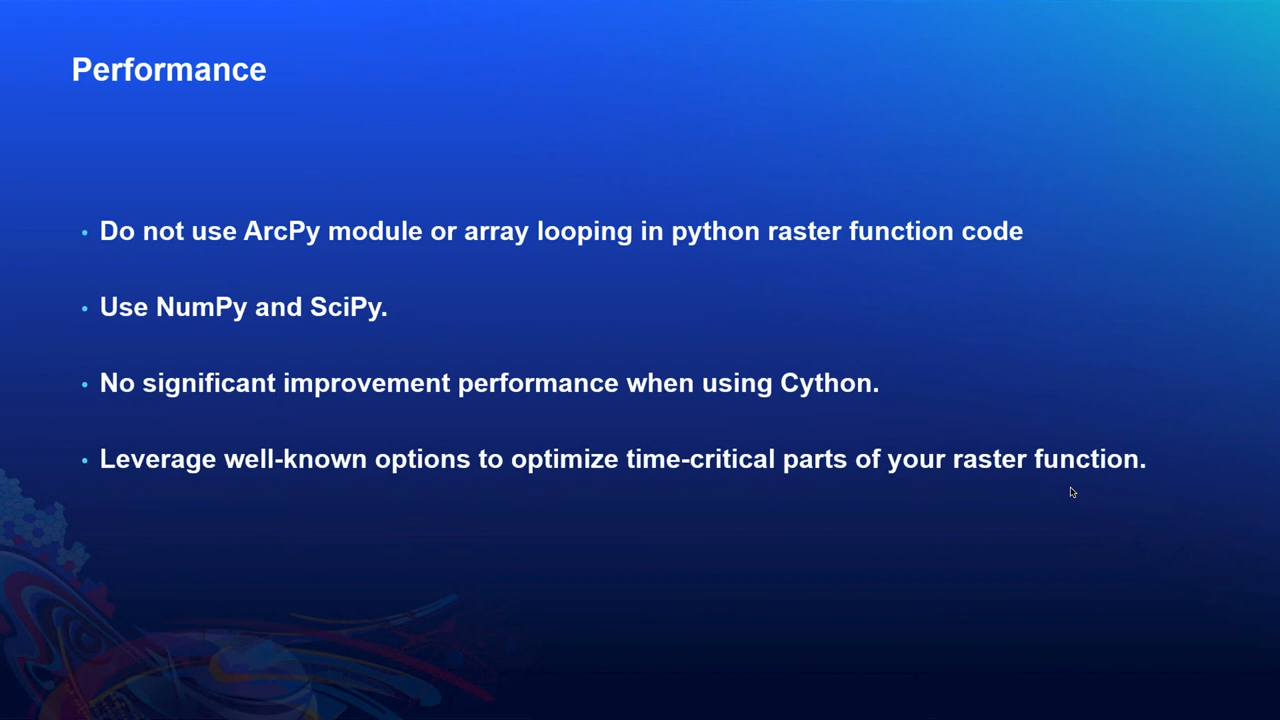 Performance
• Do not use ArcPy module or array looping in python raster function code
• Use NumPy and SciPy.
• No significant improvement performance when using Cython.
• Leverage well-known options to optimize time-critical parts of your raster function.